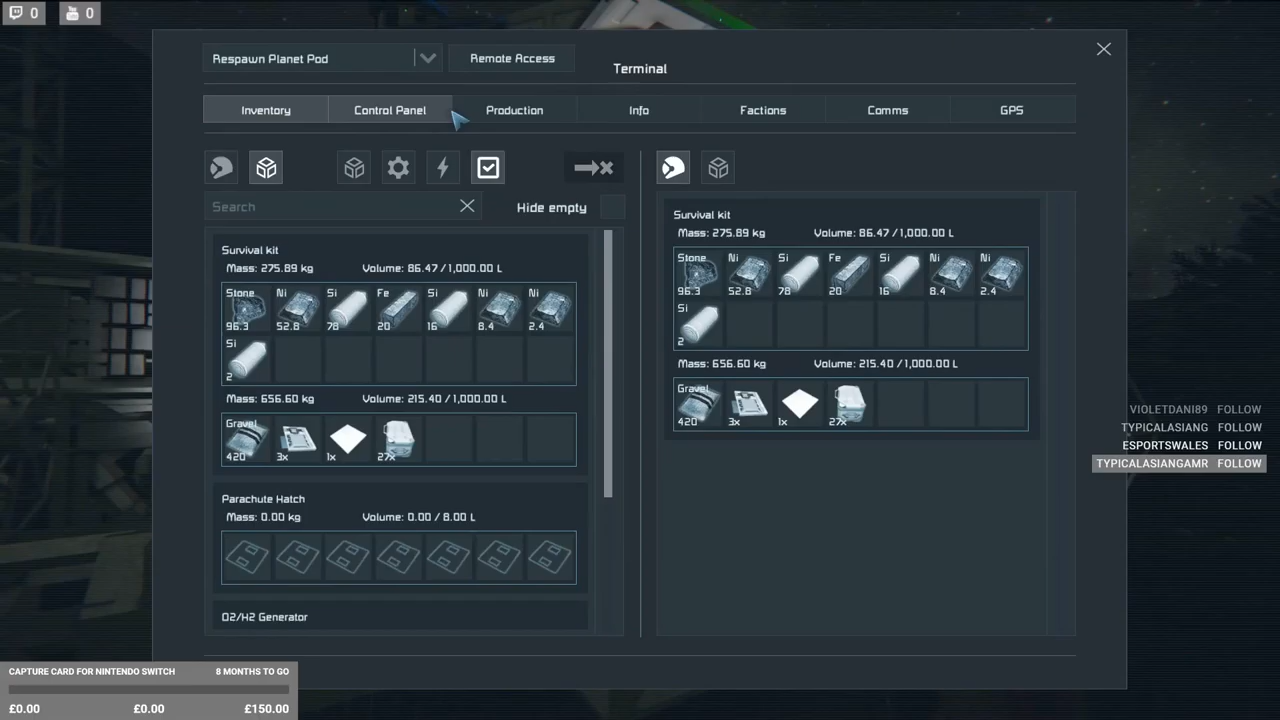 0 0
Respawn Planet Pod
Remote Access
Terminal
Inventory Control Panel Production Info Factions Comms GPS
Search
Hide empty
Survival kit
Mass: 275.89 kg Volume: 86.47 / 1,000.00 L
Stone Ni Si Fe Si Ni Ni
96.3 52.8 78 20 16 8.4 2.4
Si
2
Mass: 656.60 kg Volume: 215.40 / 1,000.00 L
Gravel
420 3x 1x 27x
Parachute Hatch
Mass: 0.00 kg Volume: 0.00 / 8.00 L
O2/H2 Generator
Survival kit
Mass: 275.89 kg Volume: 86.47 / 1,000.00 L
Stone Ni Si Fe Si Ni Ni
96.3 52.8 78 20 16 8.4 2.4
Si
2
Mass: 656.60 kg Volume: 215.40 / 1,000.00 L
Gravel
420 3x 1x 27x
VIOLETDANI89 FOLLOW
TYPICALASIANG FOLLOW
ESPORTSWALES FOLLOW
TYPICALASIANGAMR FOLLOW
CAPTURE CARD FOR NINTENDO SWITCH 8 MONTHS TO GO
£0.00 £0.00 £150.00